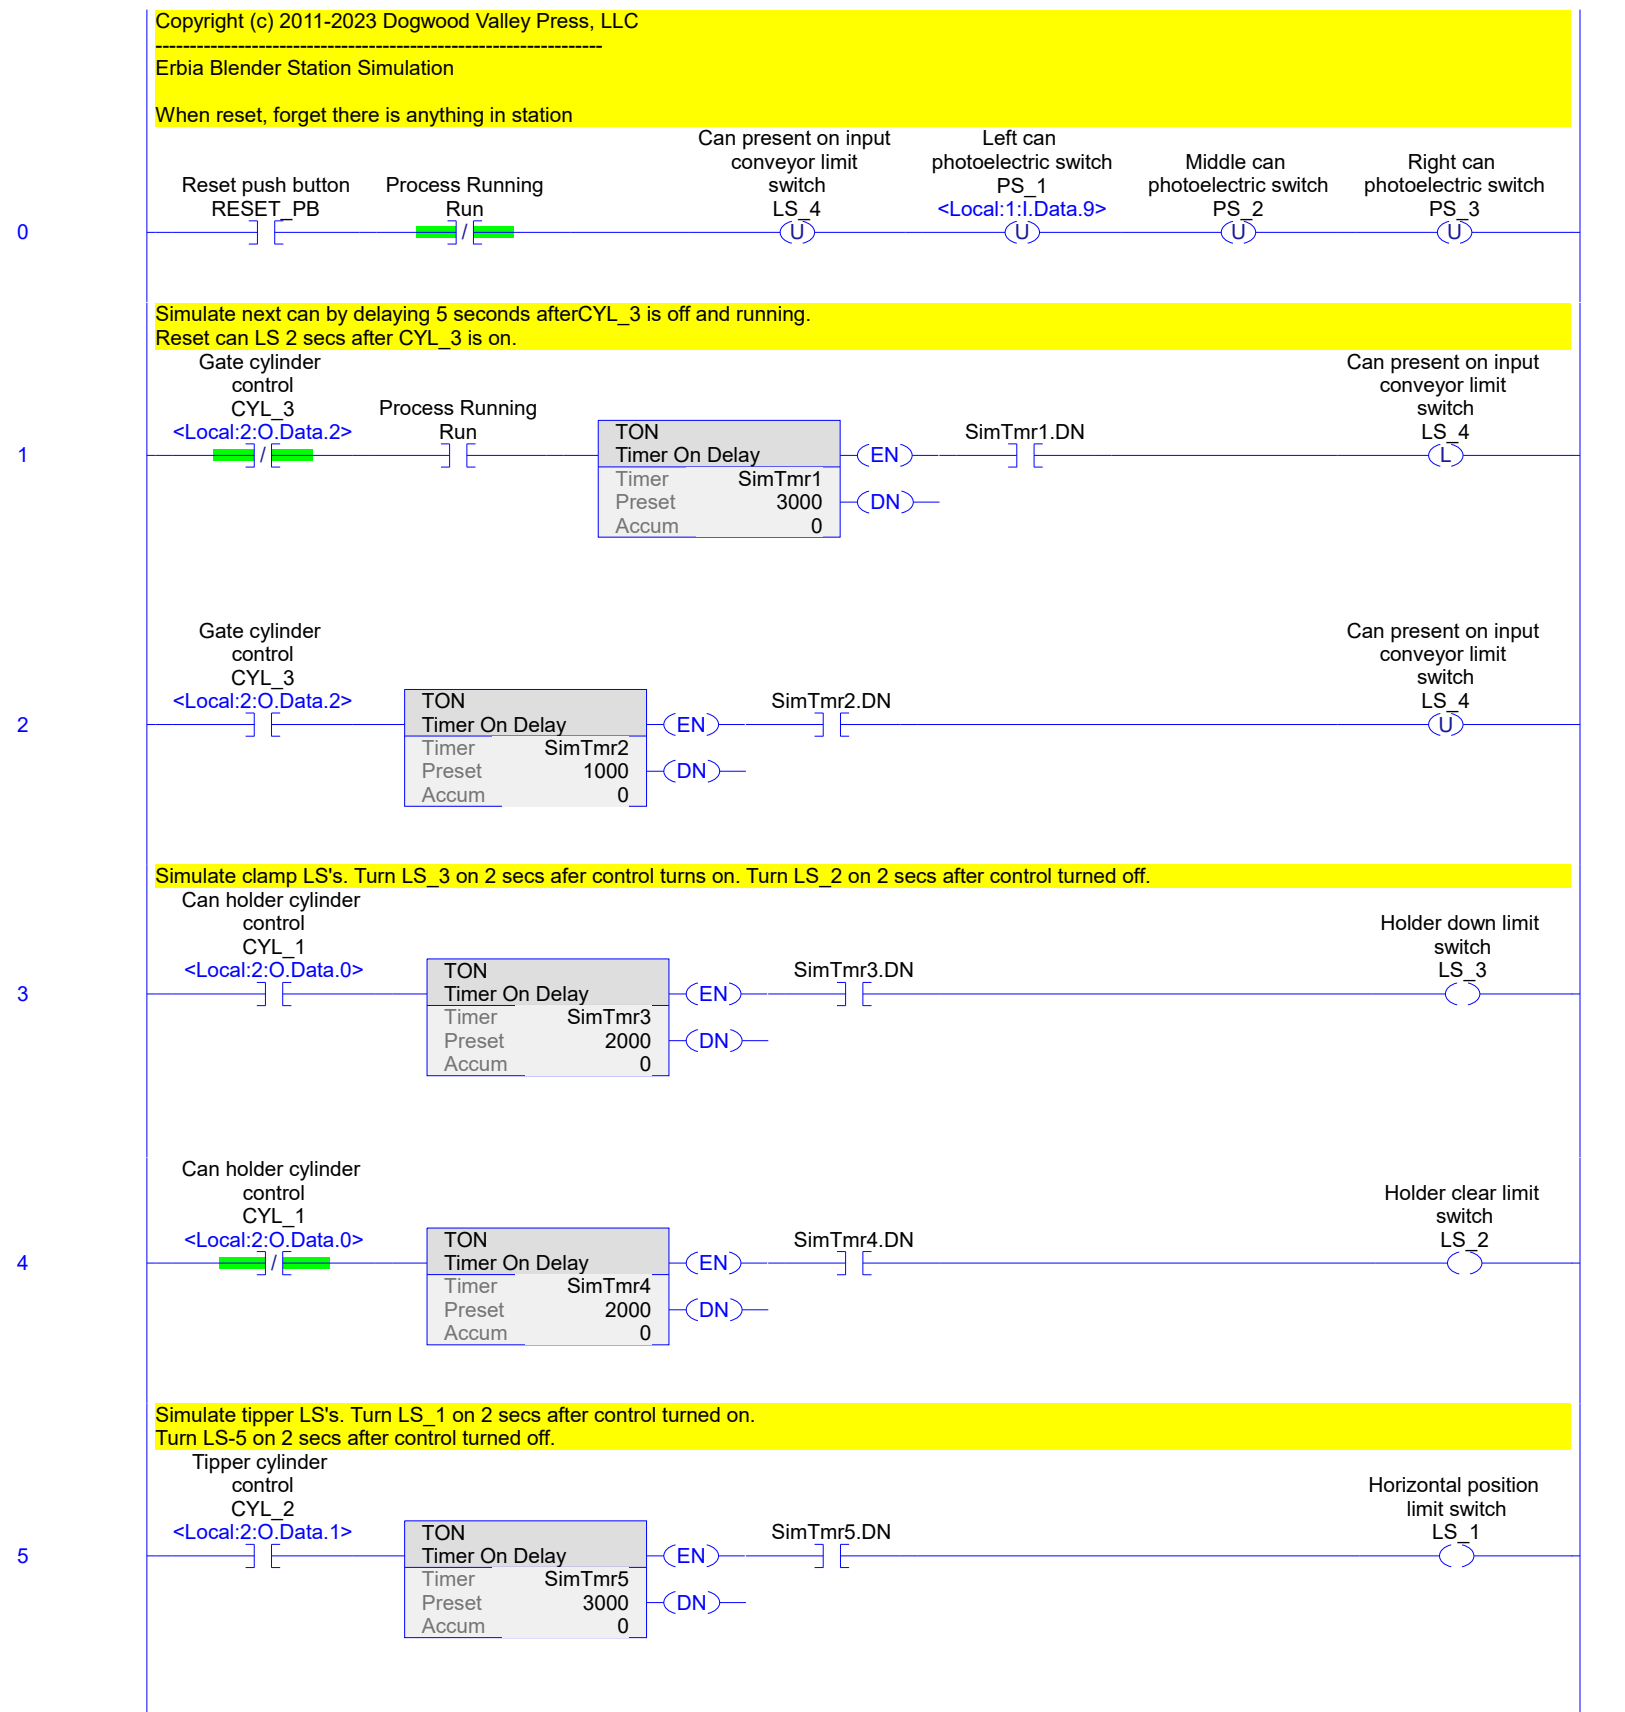 Copyright (c) 2011-2023 Dogwood Valley Press, LLC
-----------------------------------------------------------------
Erbia Blender Station Simulation
When reset, forget there is anything in station
Reset push button
RESET_PB
Process Running
Run
Can present on input
conveyor limit
switch
LS_4
U
Left can
photoelectric switch
PS_1
<Local:1:I.Data.9>
U
Middle can
photoelectric switch
PS_2
U
Right can
photoelectric switch
PS_3
U
0
Simulate next can by delaying 5 seconds afterCYL_3 is off and running.
Reset can LS 2 secs after CYL_3 is on.
Gate cylinder
control
CYL_3
<Local:2:O.Data.2>
Process Running
Run
TON
Timer On Delay
Timer SimTmr1
Preset 3000
Accum 0
EN
DN
SimTmr1.DN
Can present on input
conveyor limit
switch
LS_4
L
1
Gate cylinder
control
CYL_3
<Local:2:O.Data.2>
TON
Timer On Delay
Timer SimTmr2
Preset 1000
Accum 0
EN
DN
SimTmr2.DN
Can present on input
conveyor limit
switch
LS_4
U
2
Simulate clamp LS's. Turn LS_3 on 2 secs afer control turns on. Turn LS_2 on 2 secs after control turned off.
Can holder cylinder
control
CYL_1
<Local:2:O.Data.0>
TON
Timer On Delay
Timer SimTmr3
Preset 2000
Accum 0
EN
DN
SimTmr3.DN
Holder down limit
switch
LS_3
3
Can holder cylinder
control
CYL_1
<Local:2:O.Data.0>
TON
Timer On Delay
Timer SimTmr4
Preset 2000
Accum 0
EN
DN
SimTmr4.DN
Holder clear limit
switch
LS_2
4
Simulate tipper LS's. Turn LS_1 on 2 secs after control turned on.
Turn LS-5 on 2 secs after control turned off.
Tipper cylinder
control
CYL_2
<Local:2:O.Data.1>
TON
Timer On Delay
Timer SimTmr5
Preset 3000
Accum 0
EN
DN
SimTmr5.DN
Horizontal position
limit switch
LS_1
5